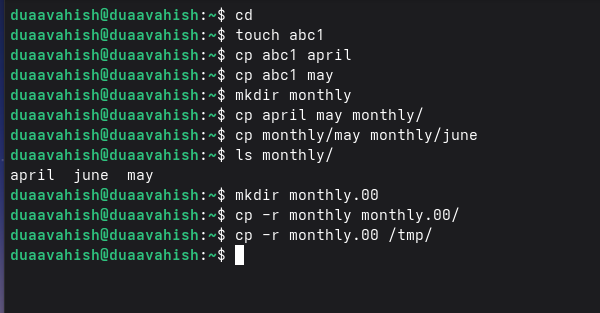 duaavahish@duaavahish:~$ cd
duaavahish@duaavahish:~$ touch abc1
duaavahish@duaavahish:~$ cp abc1 april
duaavahish@duaavahish:~$ cp abc1 may
duaavahish@duaavahish:~$ mkdir monthly
duaavahish@duaavahish:~$ cp april may monthly/
duaavahish@duaavahish:~$ cp monthly/may monthly/june
duaavahish@duaavahish:~$ ls monthly/
april  june  may
duaavahish@duaavahish:~$ mkdir monthly.00
duaavahish@duaavahish:~$ cp -r monthly monthly.00/
duaavahish@duaavahish:~$ cp -r monthly.00 /tmp/
duaavahish@duaavahish:~$